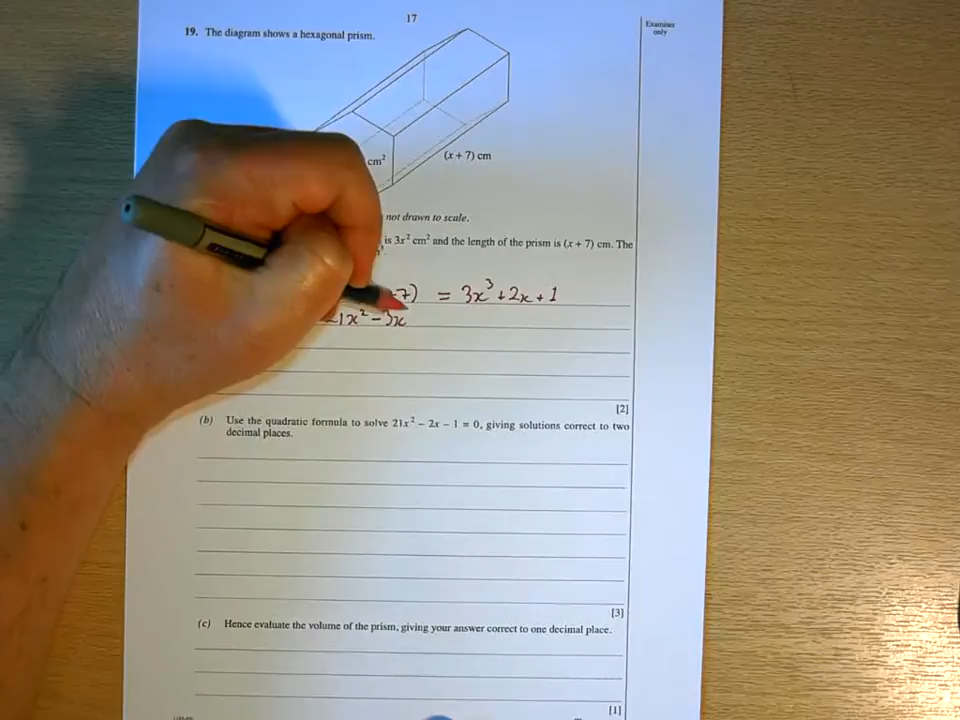 17
Examiner
only
19. The diagram shows a hexagonal prism.
cm²
(x + 7) cm
not drawn to scale.
is 3x² cm² and the length of the prism is (x + 7) cm. The
7) = 3x³ + 2x + 1
1x² - 3x
[2]
(b) Use the quadratic formula to solve 21x² – 2x – 1 = 0, giving solutions correct to two
decimal places.
[3]
(c) Hence evaluate the volume of the prism, giving your answer correct to one decimal place.
[1]